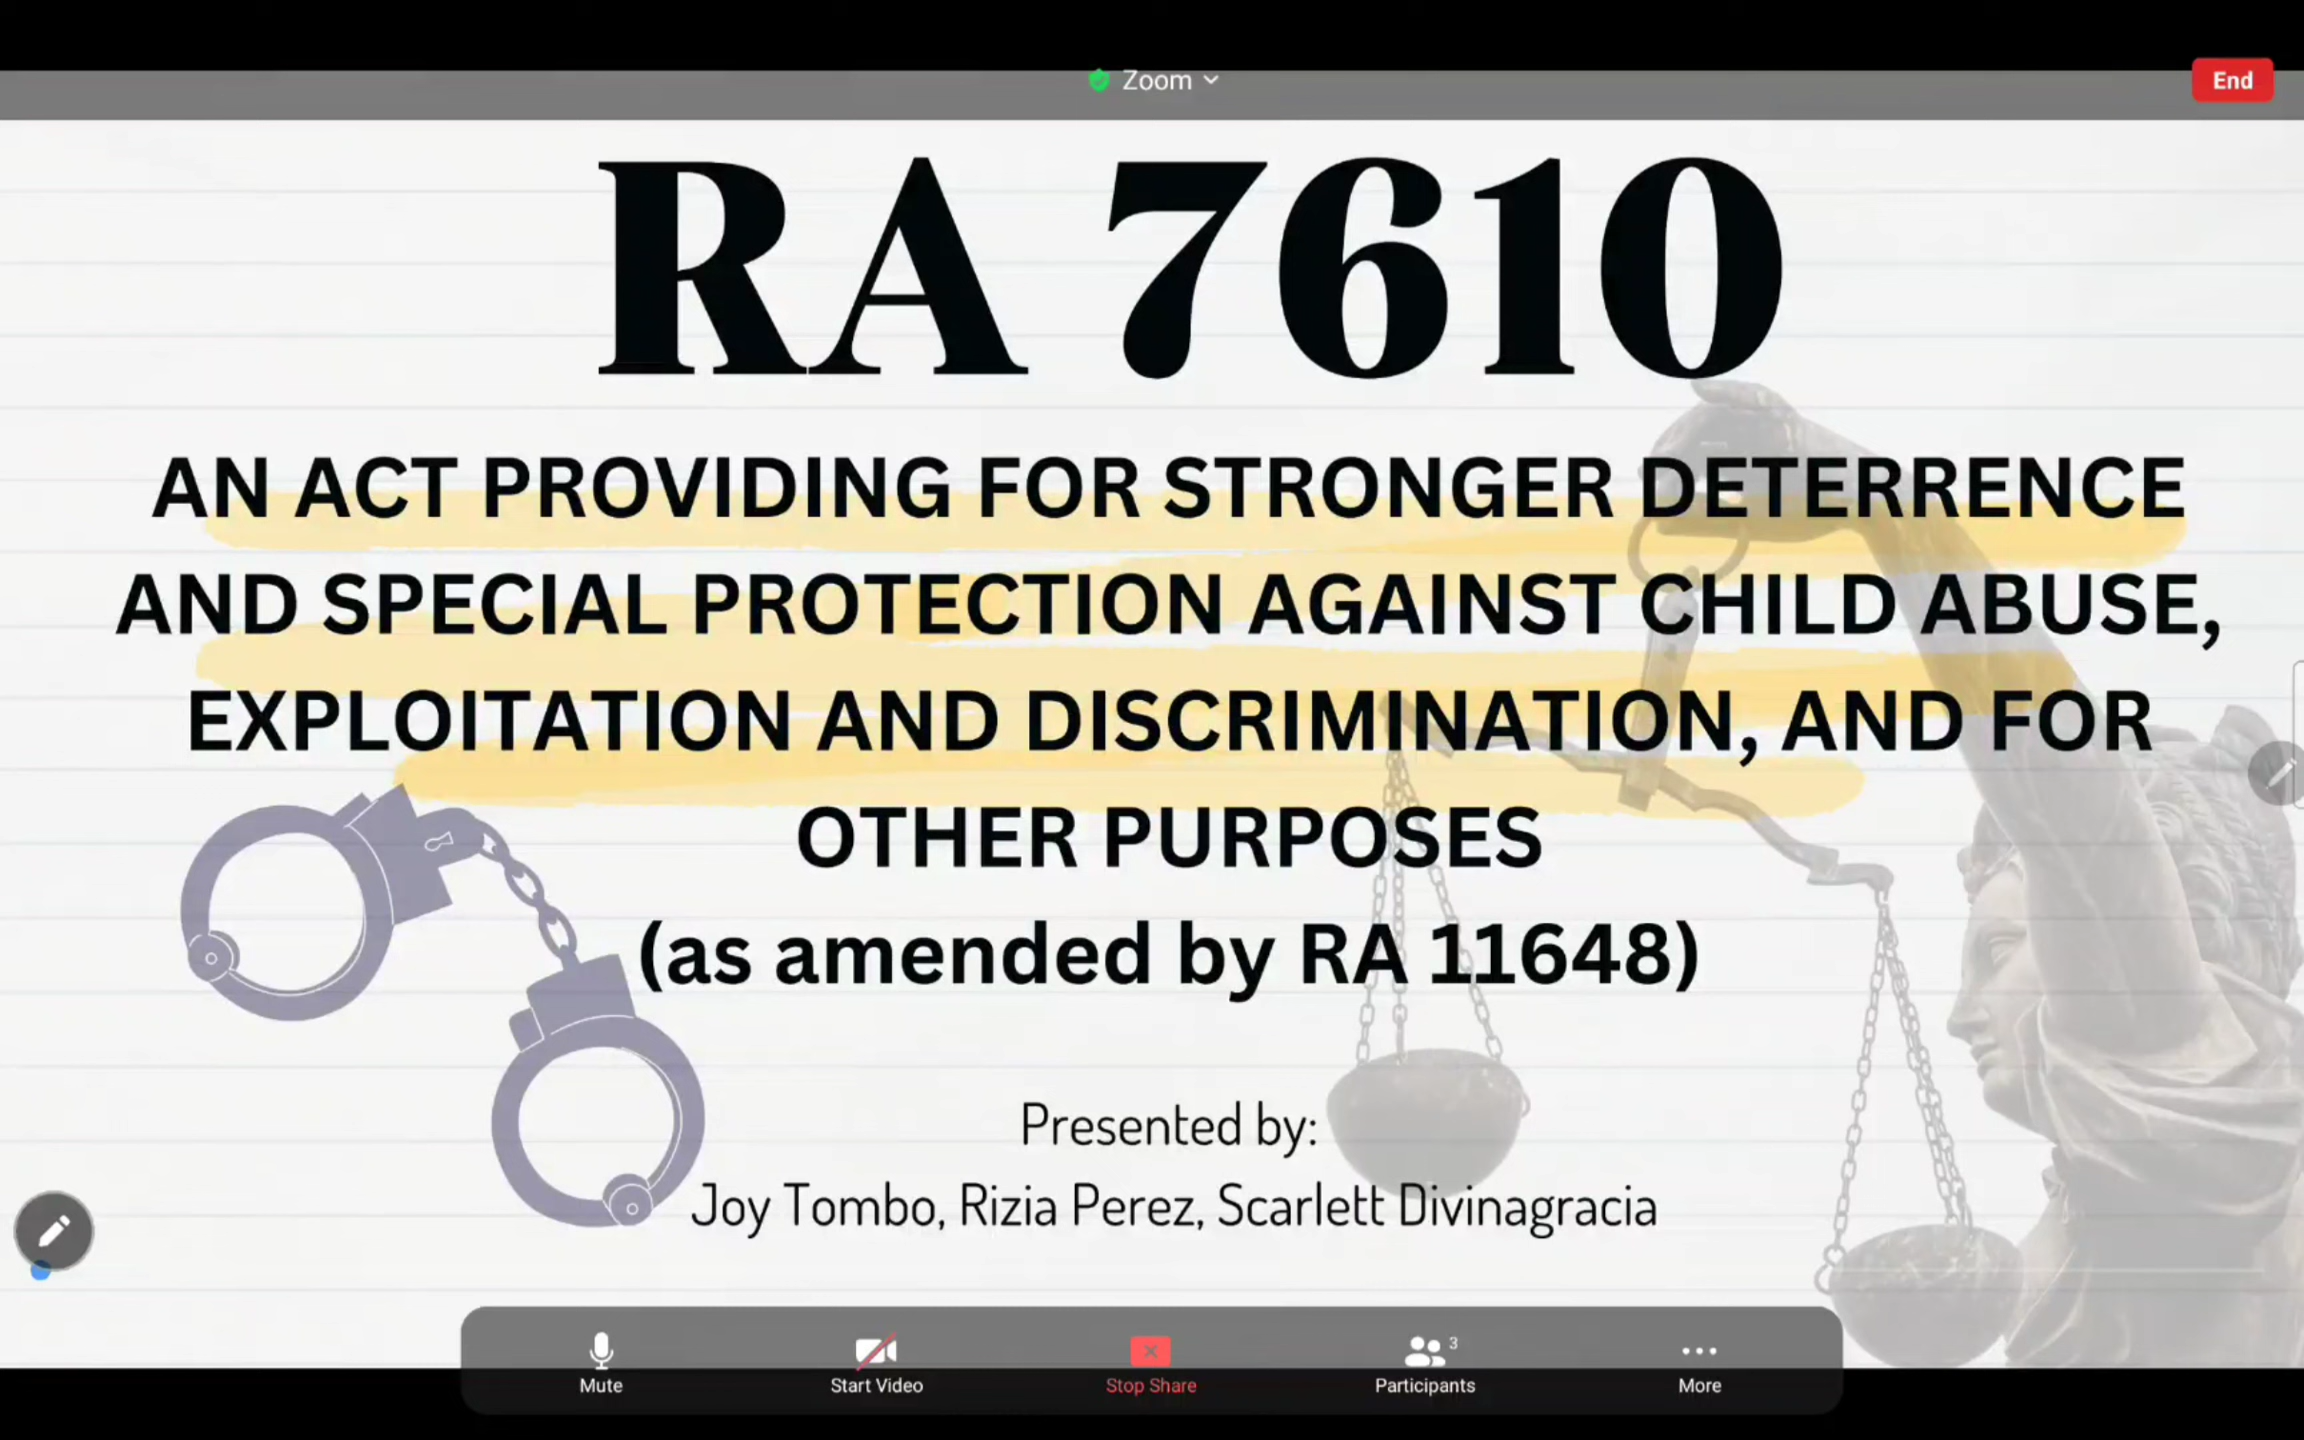 Zoom
End
RA 7610
AN ACT PROVIDING FOR STRONGER DETERRENCE
AND SPECIAL PROTECTION AGAINST CHILD ABUSE,
EXPLOITATION AND DISCRIMINATION, AND FOR
OTHER PURPOSES
(as amended by RA 11648)
Presented by:
Joy Tombo, Rizia Perez, Scarlett Divinagracia
3
Mute Start Video Stop Share Participants More